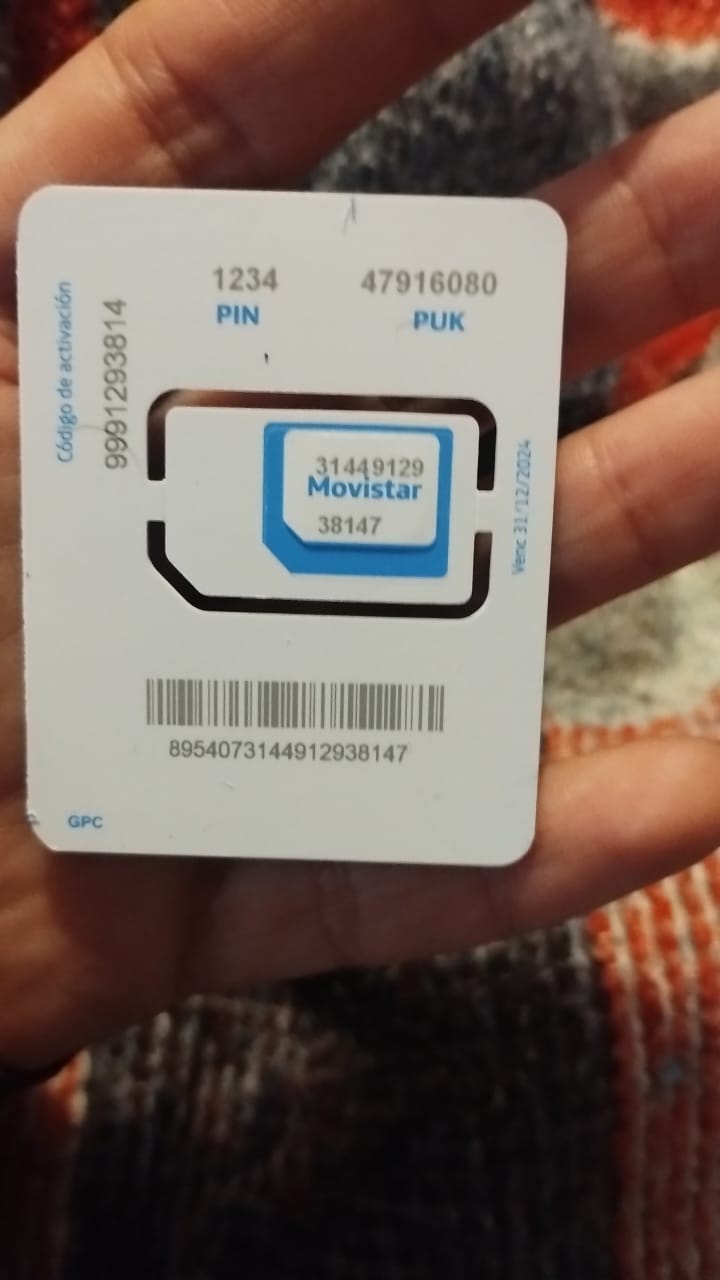 1234
PIN
47916080
PUK
Código de activación
9991293814
31449129
Movistar
38147
Venc 31/12/2024
8954073144912938147
GPC